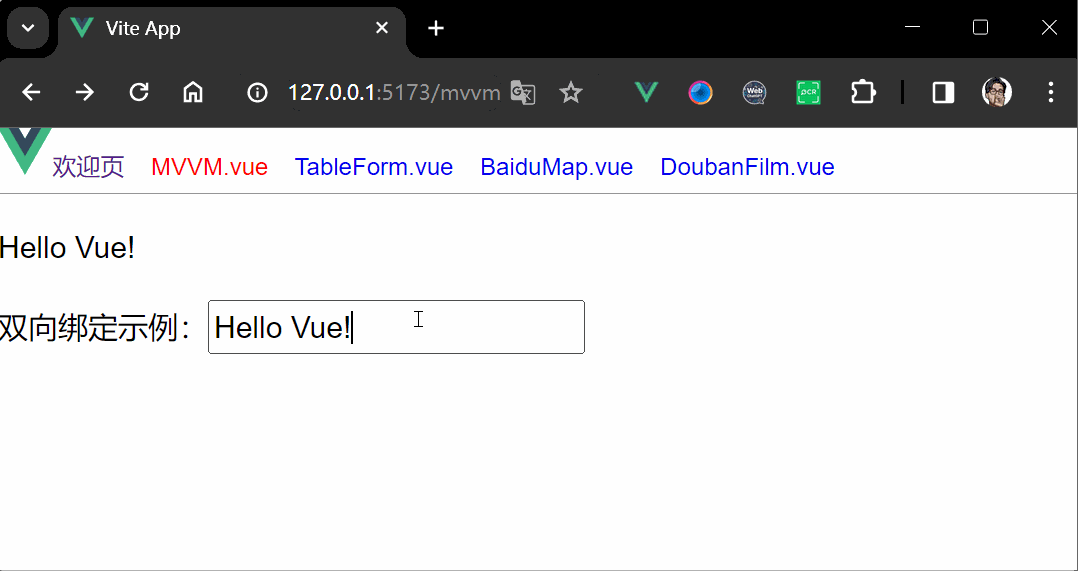 Vite App
127.0.0.1:5173/mvvm
欢迎页 MVVM.vue TableForm.vue BaiduMap.vue DoubanFilm.vue
Hello Vue!
双向绑定示例：Hello Vue!